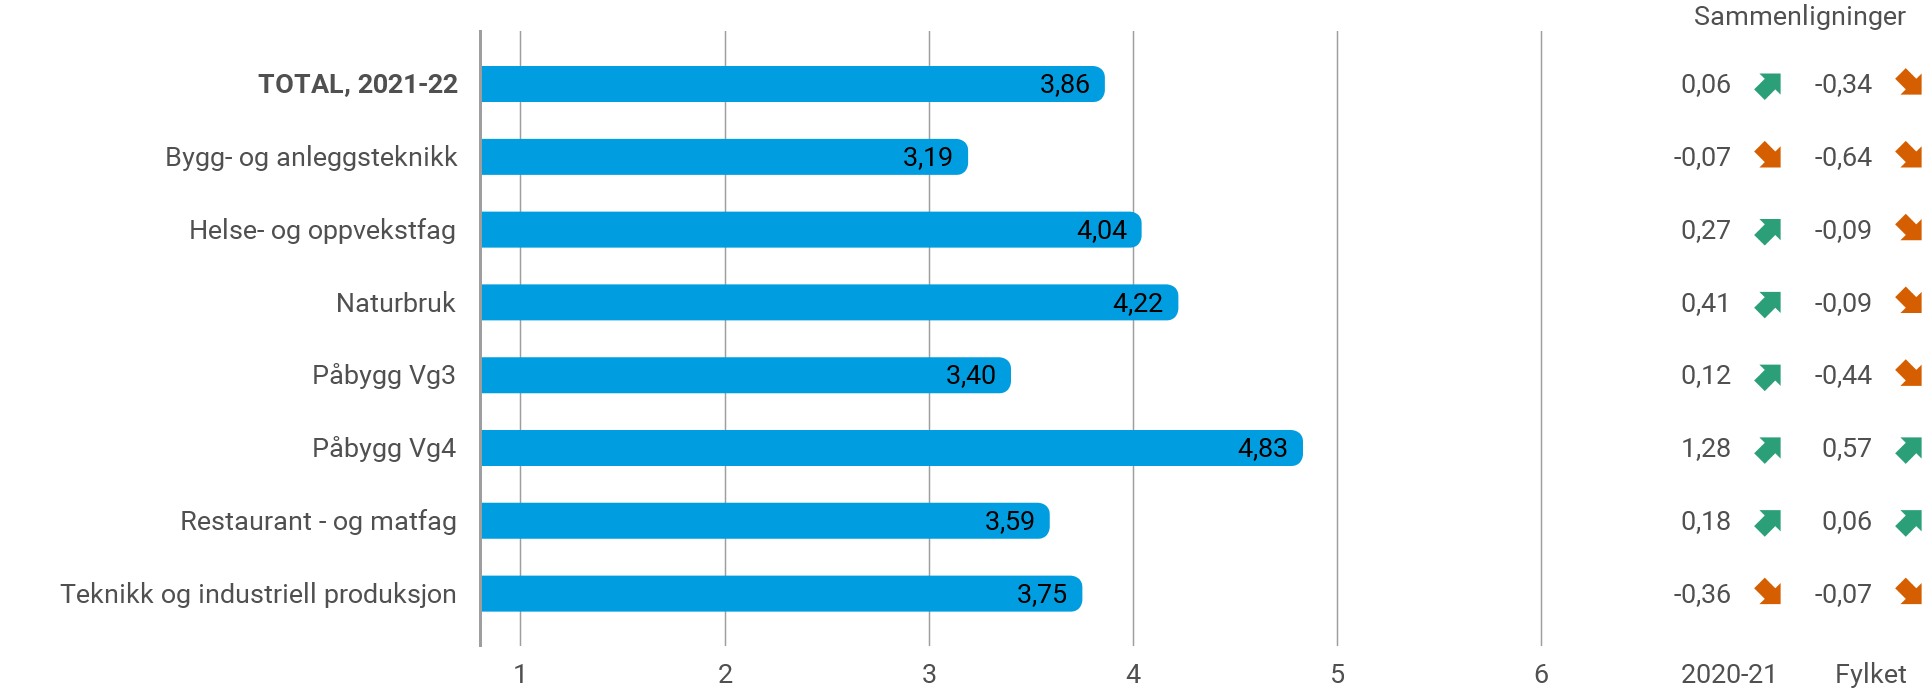 Sammenligninger
TOTAL, 2021-22 3,86 0,06 -0,34
Bygg- og anleggsteknikk 3,19 -0,07 -0,64
Helse- og oppvekstfag 4,04 0,27 -0,09
Naturbruk 4,22 0,41 -0,09
Påbygg Vg3 3,40 0,12 -0,44
Påbygg Vg4 4,83 1,28 0,57
Restaurant - og matfag 3,59 0,18 0,06
Teknikk og industriell produksjon 3,75 -0,36 -0,07
1 2 3 4 5 6 2020-21 Fylket